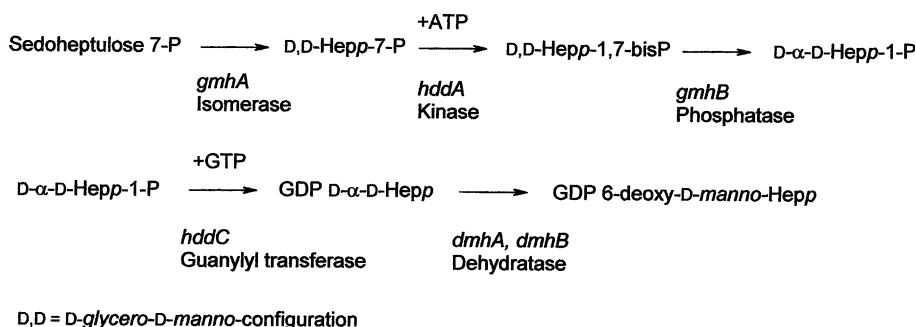 +ATP
Sedoheptulose 7-P D,D-Hepp-7-P D,D-Hepp-1,7-bisP D-α-D-Hepp-1-P
gmhA hddA gmhB
Isomerase Kinase Phosphatase
+GTP
D-α-D-Hepp-1-P GDP D-α-D-Hepp GDP 6-deoxy-D-manno-Hepp
hddC dmhA, dmhB
Guanylyl transferase Dehydratase
D,D = D-glycero-D-manno-configuration